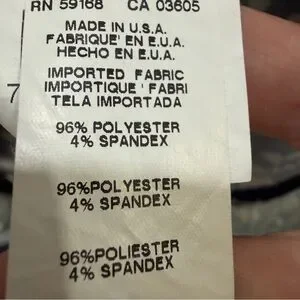 RN 59168 CA 03605
MADE IN U.S.A.
FABRIQUE' EN E.U.A.
HECHO EN E.U.A.
IMPORTED FABRIC
IMPORTIQUE ' FABRI
TELA IMPORTADA
7
96% POLYESTER
4% SPANDEX
96%POLYESTER
4% SPANDEX
96%POLIESTER
4% SPANDEX